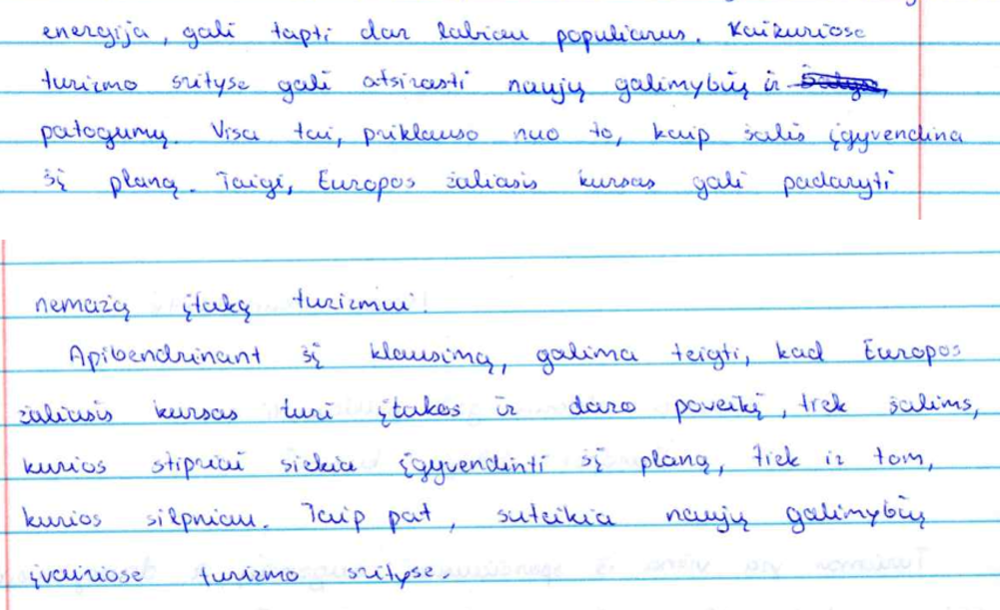 energija, gali tapti dar labiau populiarus. Kaikuriose
turizmo srityse gali atsirasti naujų galimybių ir
patogumų. Visa tai, priklauso nuo to, kaip šalis įgyvendina
šį planą. Taigi, Europos žaliasis kursas gali padaryti
nemažą įtaką turizmui.
Apibendrinant šį klausimą, galima teigti, kad Europos
žaliasis kursas turi įtakos ir daro poveikį, tiek šalims,
kurios stipriai siekia įgyvendinti šį planą, tiek ir tom,
kurios silpniau. Taip pat, suteikia naujų galimybių
įvairiose turizmo srityse.